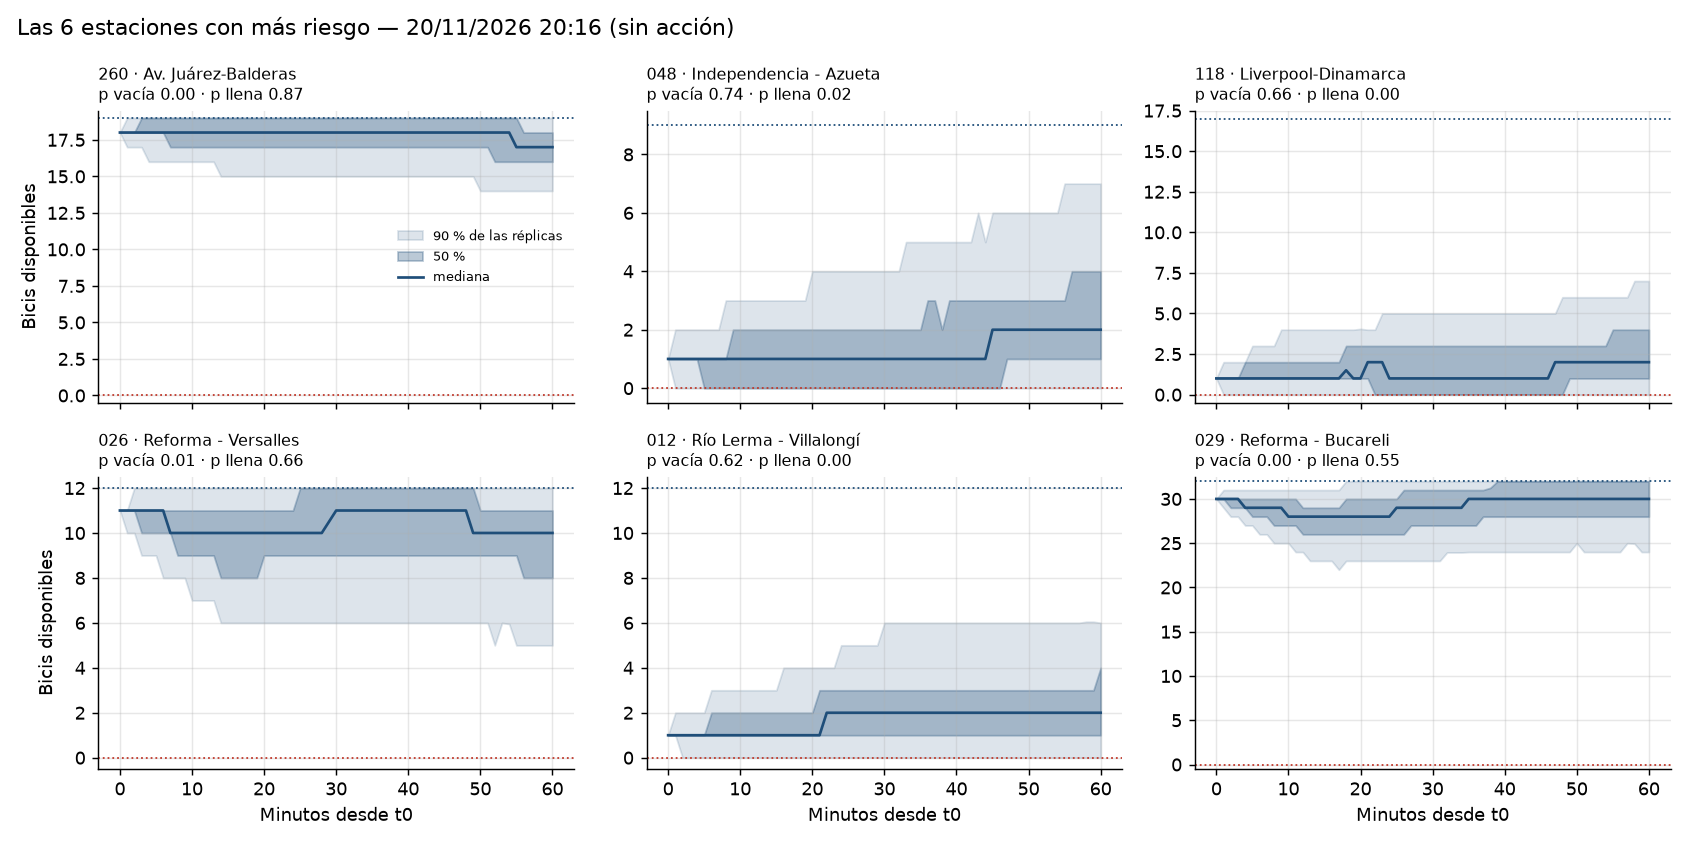 Las 6 estaciones con más riesgo — 20/11/2026 20:16 (sin acción)
260 · Av. Juárez-Balderas
p vacía 0.00 · p llena 0.87
17.5
15.0
12.5
10.0
7.5
5.0
2.5
0.0
Bicis disponibles
90 % de las réplicas
50 %
mediana
048 · Independencia - Azueta
p vacía 0.74 · p llena 0.02
8
6
4
2
0
118 · Liverpool-Dinamarca
p vacía 0.66 · p llena 0.00
17.5
15.0
12.5
10.0
7.5
5.0
2.5
0.0
026 · Reforma - Versalles
p vacía 0.01 · p llena 0.66
12
10
8
6
4
2
0
Bicis disponibles
0 10 20 30 40 50 60
Minutos desde t0
012 · Río Lerma - Villalongí
p vacía 0.62 · p llena 0.00
12
10
8
6
4
2
0
0 10 20 30 40 50 60
Minutos desde t0
029 · Reforma - Bucareli
p vacía 0.00 · p llena 0.55
30
25
20
15
10
5
0
0 10 20 30 40 50 60
Minutos desde t0